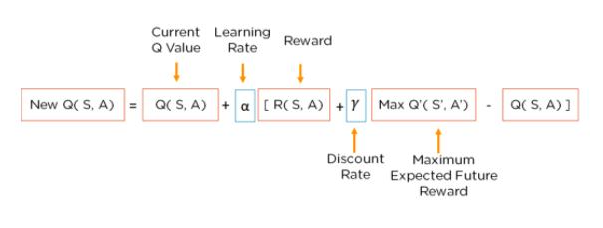 Current Learning
Q Value Rate Reward
New Q( S, A) = Q( S, A) + α [ R( S, A) + γ Max Q'( S', A') - Q( S, A) ]
Discount Maximum
Rate Expected Future
Reward